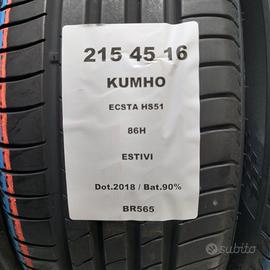 215 45 16
KUMHO
ECSTA HS51
86H
ESTIVI
Dot.2018 / Bat.90%
BR565
subito